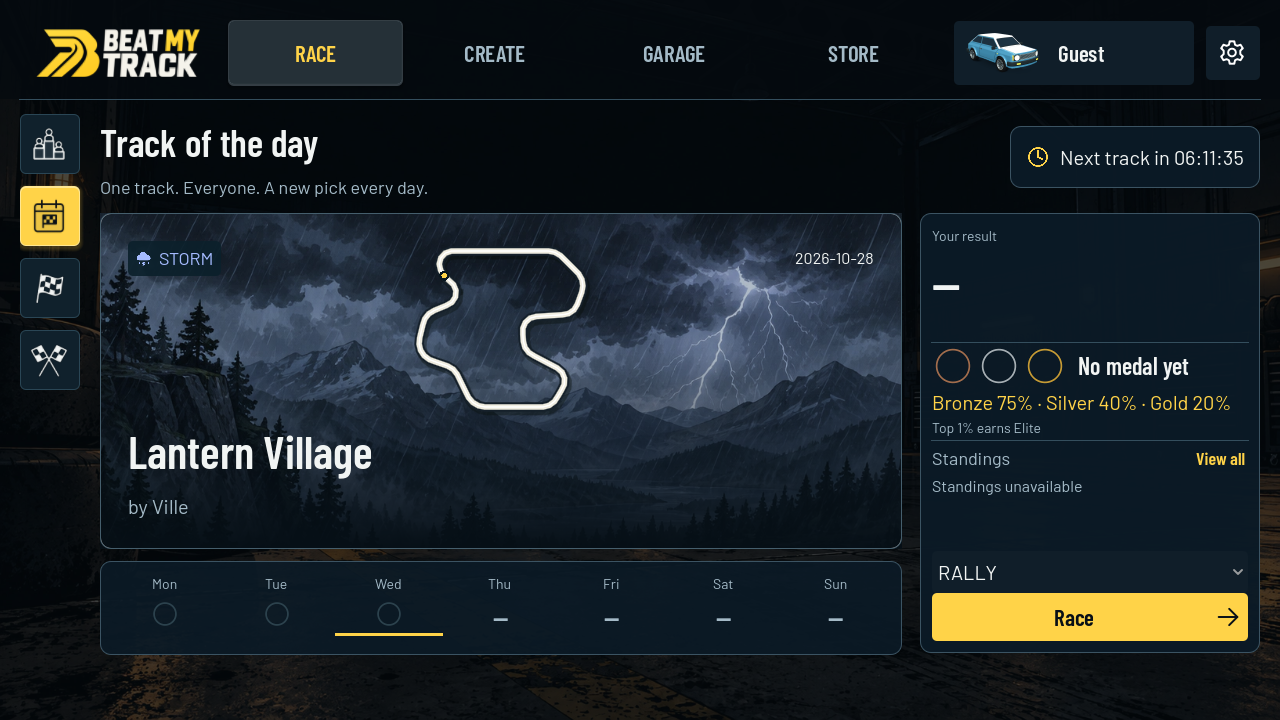 BEAT MY
TRACK
RACE
CREATE
GARAGE
STORE
Guest
Track of the day
One track. Everyone. A new pick every day.
Next track in 06:11:35
STORM
2026-10-28
Lantern Village
by Ville
Mon
Tue
Wed
Thu
Fri
Sat
Sun
–
–
–
–
Your result
–
No medal yet
Bronze 75% · Silver 40% · Gold 20%
Top 1% earns Elite
Standings
View all
Standings unavailable
RALLY
Race